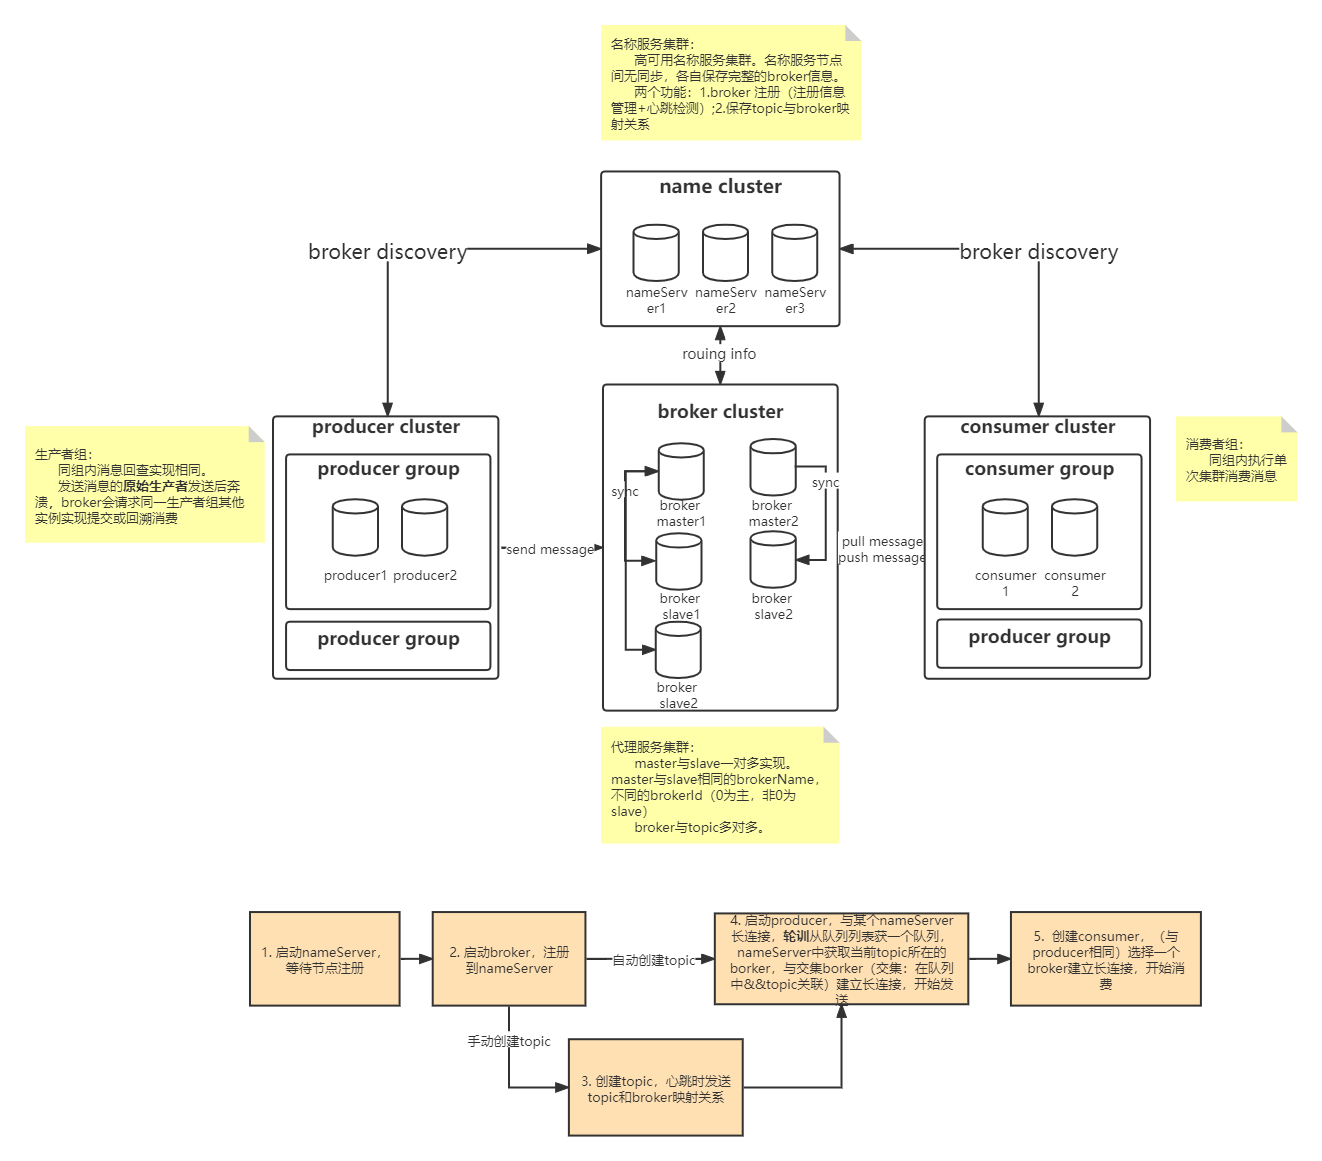 名称服务集群：
高可用名称服务集群。名称服务节点
间无同步，各自保存完整的broker信息。
两个功能：1.broker 注册（注册信息
管理+心跳检测）;2.保存topic与broker映
射关系
name cluster
nameServ
er1
nameServ
er2
nameServ
er3
broker discovery
broker discovery
rouing info
生产者组：
同组内消息回查实现相同。
发送消息的原始生产者发送后奔
溃，broker会请求同一生产者组其他
实例实现提交或回溯消费
producer cluster
producer group
producer1
producer2
producer group
send message
broker cluster
sync
broker
master1
broker
master2
sync
broker
slave1
broker
slave2
broker
slave2
pull message
push message
consumer cluster
consumer group
consumer
1
consumer
2
producer group
消费者组：
同组内执行单
次集群消费消息
代理服务集群：
master与slave一对多实现。
master与slave相同的brokerName，
不同的brokerId（0为主，非0为
slave）
broker与topic多对多。
1. 启动nameServer，
等待节点注册
2. 启动broker，注册
到nameServer
自动创建topic
手动创建topic
3. 创建topic，心跳时发送
topic和broker映射关系
4. 启动producer，与某个nameServer
长连接，轮训从队列列表获一个队列，
nameServer中获取当前topic所在的
borker，与交集borker（交集：在队列
中&&topic关联）建立长连接，开始发
送
5. 创建consumer，（与
producer相同）选择一个
broker建立长连接，开始消
费